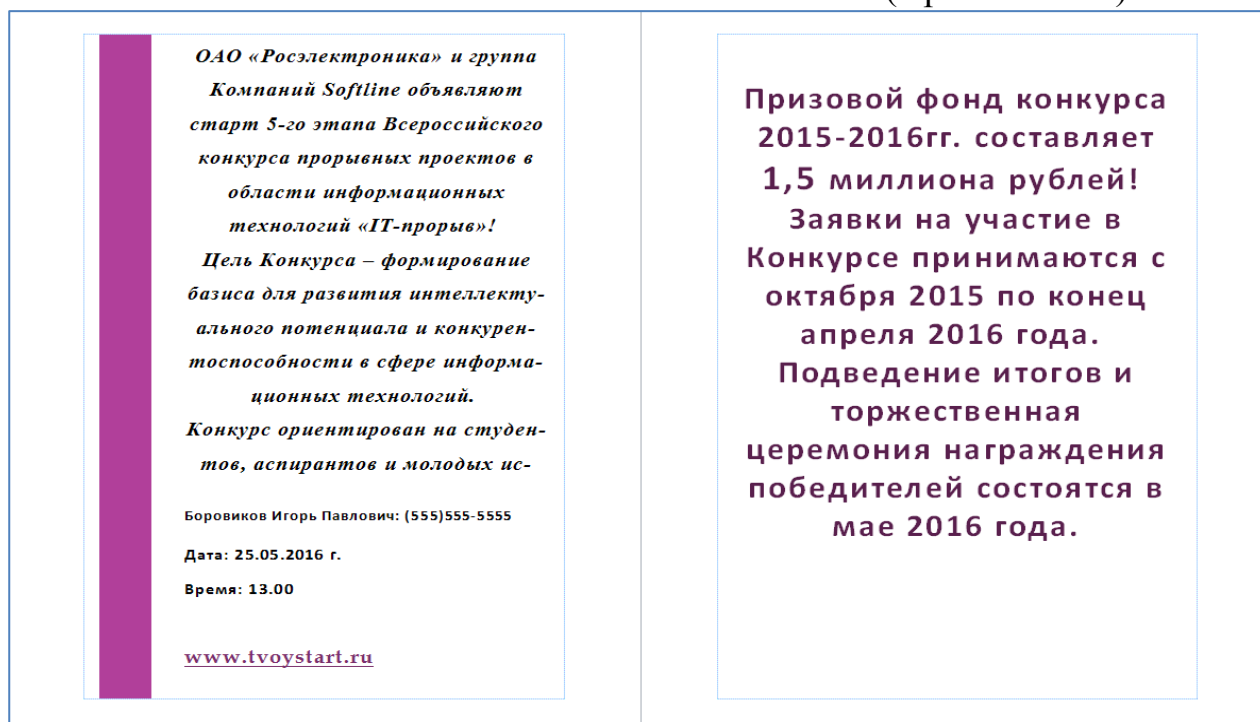 ОАО «Росэлектроника» и группа
Компаний Softline объявляют
старт 5-го этапа Всероссийского
конкурса прорывных проектов в
области информационных
технологий «IT-прорыв»!
Цель Конкурса – формирование
базиса для развития интеллекту-
ального потенциала и конкурен-
тоспособности в сфере информа-
ционных технологий.
Конкурс ориентирован на студен-
тов, аспирантов и молодых ис-
Боровиков Игорь Павлович: (555)555-5555
Дата: 25.05.2016 г.
Время: 13.00
www.tvoystart.ru
Призовой фонд конкурса
2015-2016гг. составляет
1,5 миллиона рублей!
Заявки на участие в
Конкурсе принимаются с
октября 2015 по конец
апреля 2016 года.
Подведение итогов и
торжественная
церемония награждения
победителей состоятся в
мае 2016 года.